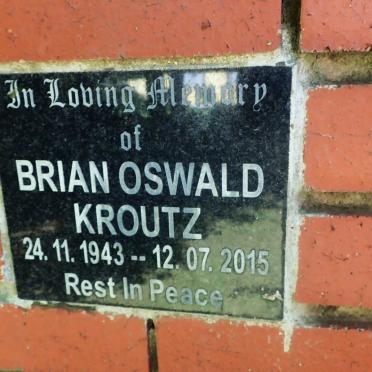 In Loving Memory
of
BRIAN OSWALD
KROUTZ
24. 11. 1943 -- 12. 07. 2015
Rest In Peace